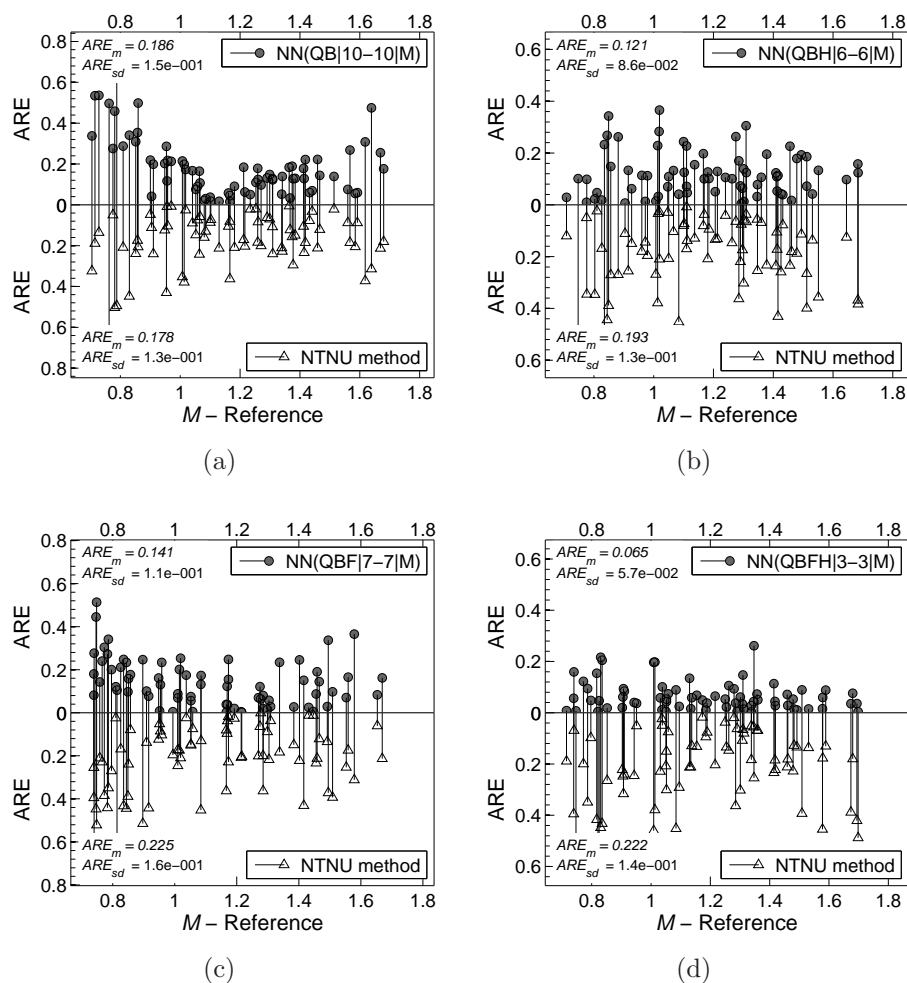 0.8 1 1.2 1.4 1.6 1.8
ARE_m = 0.186
ARE_sd = 1.5e−001
NN(QB|10−10|M)
0.8
0.6
0.4
0.2
0
0.2
0.4
0.6
0.8
ARE
ARE
ARE_m = 0.178
ARE_sd = 1.3e−001
NTNU method
0.8 1 1.2 1.4 1.6 1.8
M − Reference
(a)
0.8 1 1.2 1.4 1.6 1.8
ARE_m = 0.121
ARE_sd = 8.6e−002
NN(QBH|6−6|M)
0.6
0.4
0.2
0
0.2
0.4
0.6
ARE
ARE
ARE_m = 0.193
ARE_sd = 1.3e−001
NTNU method
0.8 1 1.2 1.4 1.6 1.8
M − Reference
(b)
0.8 1 1.2 1.4 1.6 1.8
ARE_m = 0.141
ARE_sd = 1.1e−001
NN(QBF|7−7|M)
0.8
0.6
0.4
0.2
0
0.2
0.4
0.6
0.8
ARE
ARE
ARE_m = 0.225
ARE_sd = 1.6e−001
NTNU method
0.8 1 1.2 1.4 1.6 1.8
M − Reference
(c)
0.8 1 1.2 1.4 1.6 1.8
ARE_m = 0.065
ARE_sd = 5.7e−002
NN(QBFH|3−3|M)
0.6
0.4
0.2
0
0.2
0.4
0.6
ARE
ARE
ARE_m = 0.222
ARE_sd = 1.4e−001
NTNU method
0.8 1 1.2 1.4 1.6 1.8
M − Reference
(d)